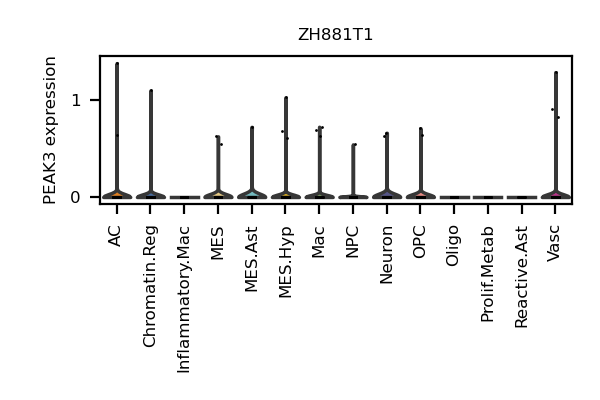 ZH881T1
PEAK3 expression
1
0
AC
Chromatin.Reg
Inflammatory.Mac
MES
MES.Ast
MES.Hyp
Mac
NPC
Neuron
OPC
Oligo
Prolif.Metab
Reactive.Ast
Vasc